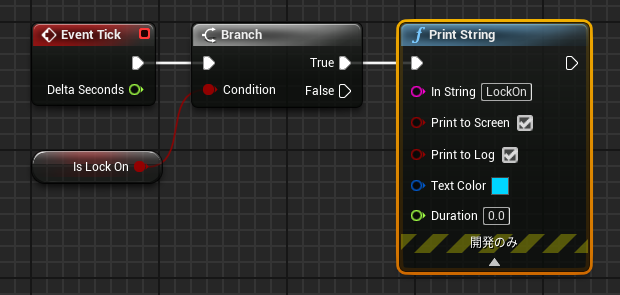 Event Tick
Delta Seconds
Is Lock On
Branch
True
Condition
False
f Print String
In String LockOn
Print to Screen
Print to Log
Text Color
Duration 0.0
開発のみ